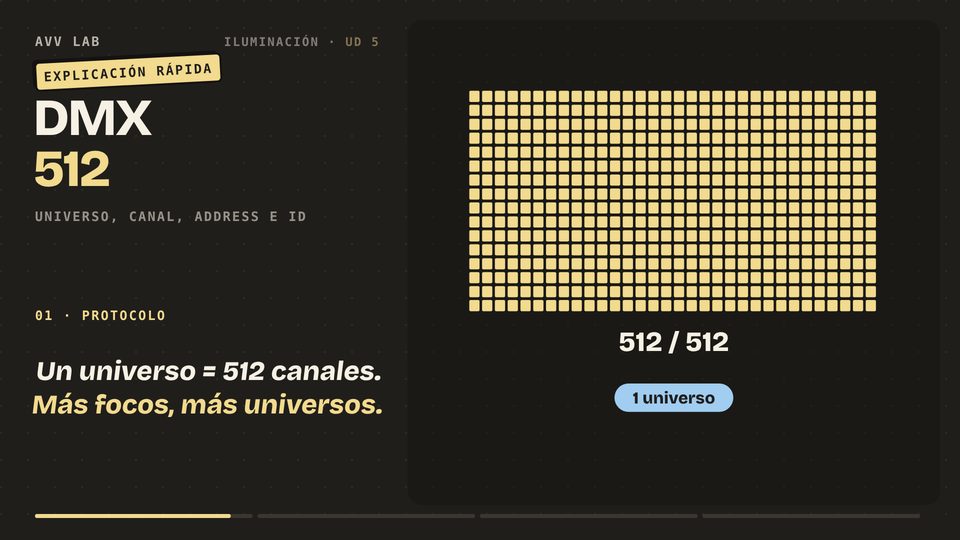 AVV LAB
ILUMINACIÓN · UD 5
EXPLICACIÓN RÁPIDA
DMX
512
UNIVERSO, CANAL, ADDRESS E ID
01 · PROTOCOLO
Un universo = 512 canales.
Más focos, más universos.
512 / 512
1 universo